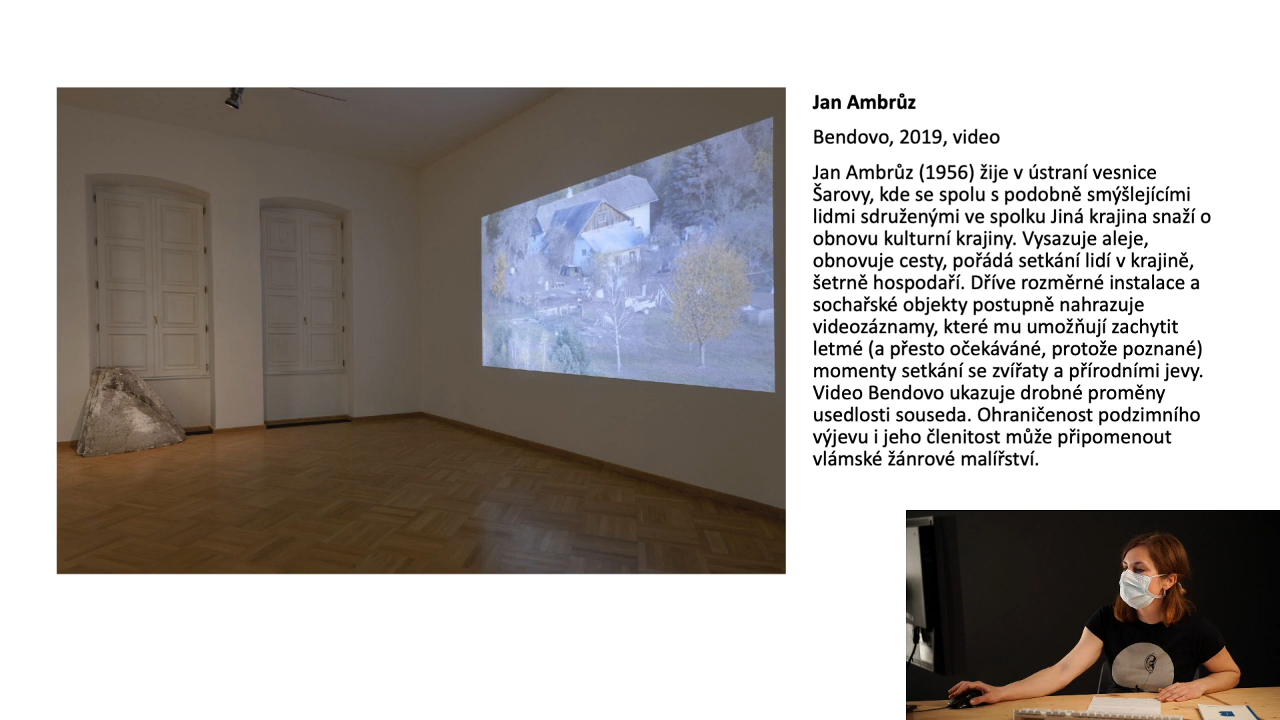 Jan Ambrůz
Bendovo, 2019, video
Jan Ambrůz (1956) žije v ústraní vesnice
Šarovy, kde se spolu s podobně smýšlejícími
lidmi sdruženými ve spolku Jiná krajina snaží o
obnovu kulturní krajiny. Vysazuje aleje,
obnovuje cesty, pořádá setkání lidí v krajině,
šetrně hospodaří. Dříve rozměrné instalace a
sochařské objekty postupně nahrazuje
videozáznamy, které mu umožňují zachytit
letmé (a přesto očekáváné, protože poznané)
momenty setkání se zvířaty a přírodními jevy.
Video Bendovo ukazuje drobné proměny
usedlosti souseda. Ohraničenost podzimního
výjevu i jeho členitost může připomenout
vlámské žánrové malířství.